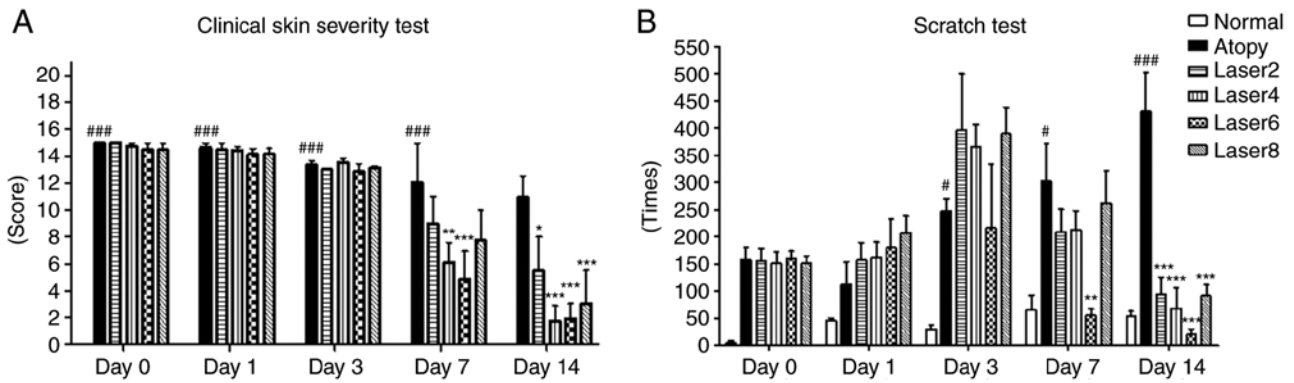 A
Clinical skin severity test
(Score)
20
18
16
14
12
10
8
6
4
2
0
###
###
###
###
**
***
*
***
***
***
Day 0
Day 1
Day 3
Day 7
Day 14
B
Scratch test
(Times)
550
500
450
400
350
300
250
200
150
100
50
0
#
#
**
###
***
***
***
***
Day 0
Day 1
Day 3
Day 7
Day 14
Normal
Atopy
Laser2
Laser4
Laser6
Laser8